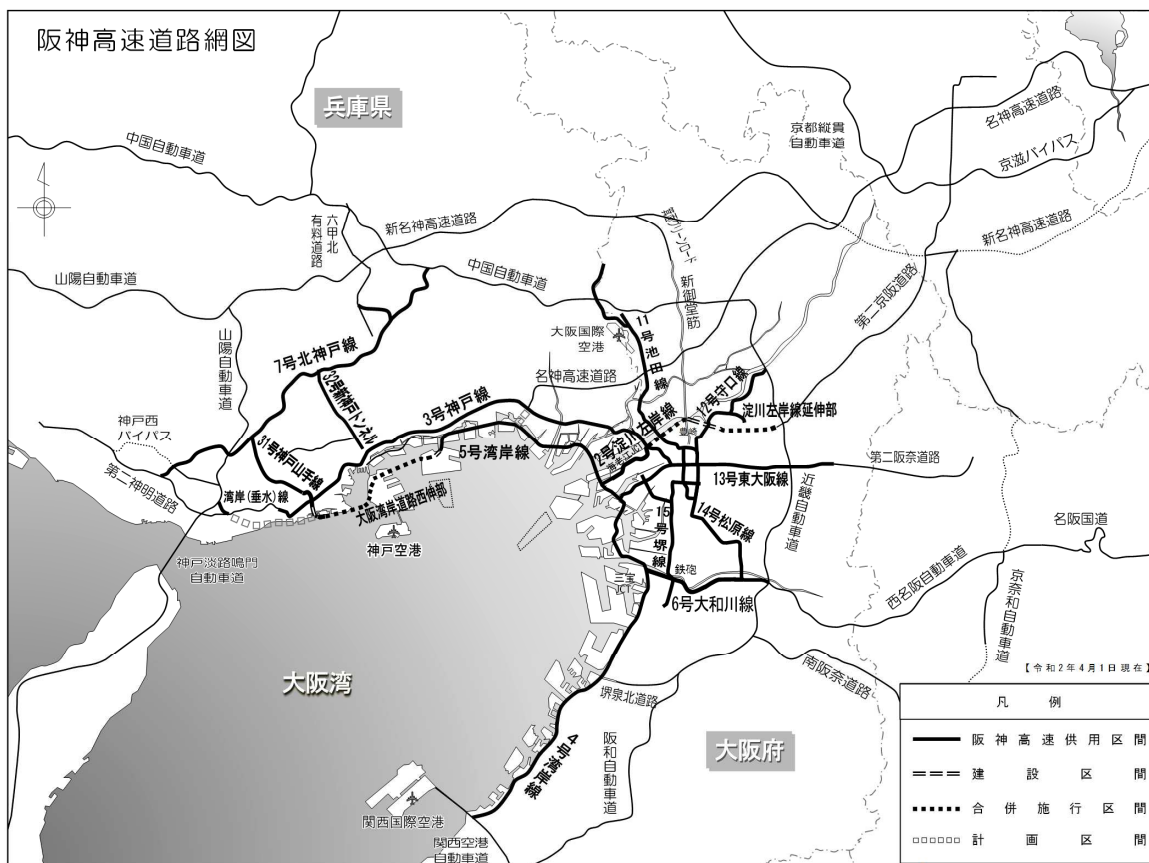 阪神高速道路網図
兵庫県
中国自動車道
六甲北
有料道路
新名神高速道路
京都縦貫
自動車道
名神高速道路
京滋バイパス
新名神高速道路
山陽自動車道
中国自動車道
新御堂筋
第二京阪道路
山陽自動車道
7号北神戸線
大阪国際
空港
11号池田線
32号新神戸トンネル
名神高速道路
12号守口線
神戸西
バイパス
3号神戸線
2号淀川左岸線
豊崎
淀川左岸線延伸部
第二神明道路
31号神戸山手線
5号湾岸線
海老江JCT
13号東大阪線
第二阪奈道路
湾岸(垂水)線
大阪湾岸道路西伸部
15号堺線
14号松原線
近畿自動車道
神戸空港
名阪国道
神戸淡路鳴門
自動車道
三宝
鉄砲
6号大和川線
西名阪自動車道
京奈和自動車道
【令和2年4月1日現在】
大阪湾
堺泉北道路
南阪奈道路
4号湾岸線
阪和自動車道
大阪府
関西国際空港
関西空港
自動車道
凡例
阪神高速供用区間
建設区間
合併施行区間
計画区間